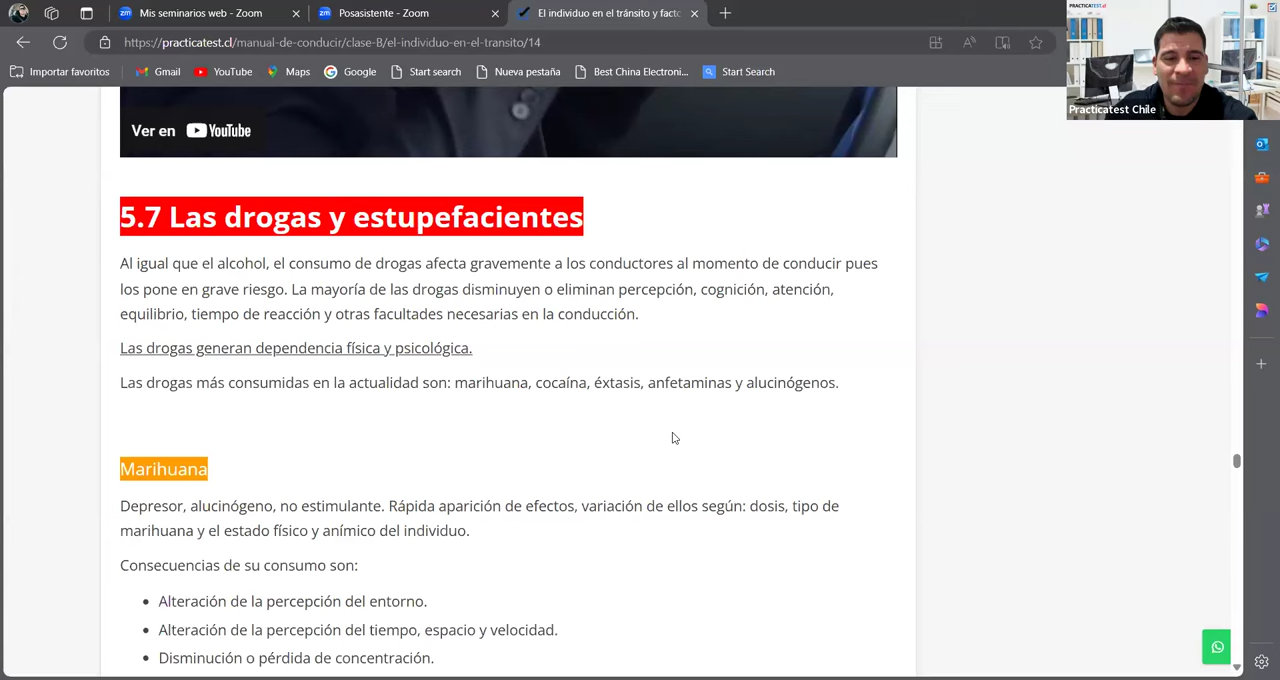 Mis seminarios web - Zoom
Posasistente - Zoom
El individuo en el tránsito y facto
https://practicatest.cl/manual-de-conducir/clase-B/el-individuo-en-el-transito/14
Importar favoritos
Gmail
YouTube
Maps
Google
Start search
Nueva pestaña
Best China Electroni...
Start Search
PRACTICATEST.cl
Practicatest Chile
Ver en YouTube
5.7 Las drogas y estupefacientes
Al igual que el alcohol, el consumo de drogas afecta gravemente a los conductores al momento de conducir pues
los pone en grave riesgo. La mayoría de las drogas disminuyen o eliminan percepción, cognición, atención,
equilibrio, tiempo de reacción y otras facultades necesarias en la conducción.
Las drogas generan dependencia física y psicológica.
Las drogas más consumidas en la actualidad son: marihuana, cocaína, éxtasis, anfetaminas y alucinógenos.
Marihuana
Depresor, alucinógeno, no estimulante. Rápida aparición de efectos, variación de ellos según: dosis, tipo de
marihuana y el estado físico y anímico del individuo.
Consecuencias de su consumo son:
• Alteración de la percepción del entorno.
• Alteración de la percepción del tiempo, espacio y velocidad.
• Disminución o pérdida de concentración.